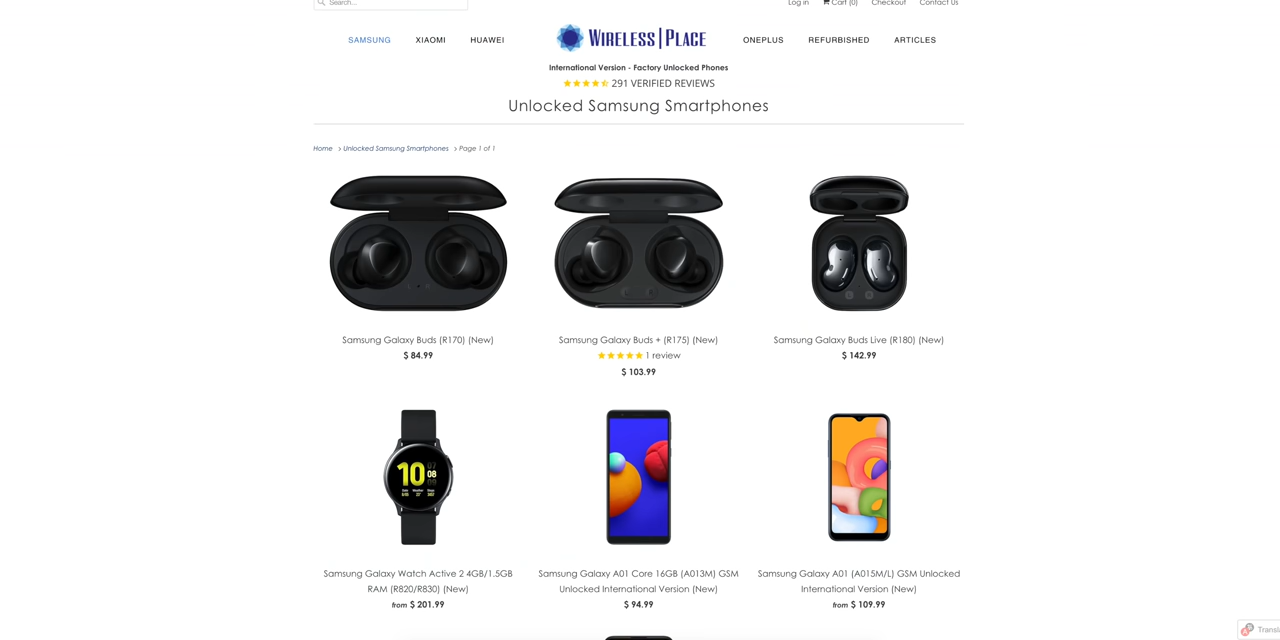 Search...
Log in
Cart (0)
Checkout
Contact Us
SAMSUNG
XIAOMI
HUAWEI
WIRELESS|PLACE
ONEPLUS
REFURBISHED
ARTICLES
International Version - Factory Unlocked Phones
291 VERIFIED REVIEWS
Unlocked Samsung Smartphones
Home > Unlocked Samsung Smartphones > Page 1 of 1
Samsung Galaxy Buds (R170) (New)
$ 84.99
Samsung Galaxy Buds + (R175) (New)
1 review
$ 103.99
Samsung Galaxy Buds Live (R180) (New)
$ 142.99
10
08
Samsung Galaxy Watch Active 2 4GB/1.5GB
RAM (R820/R830) (New)
from $ 201.99
Samsung Galaxy A01 Core 16GB (A013M) GSM
Unlocked International Version (New)
$ 94.99
Samsung Galaxy A01 (A015M/L) GSM Unlocked
International Version (New)
from $ 109.99
Transla